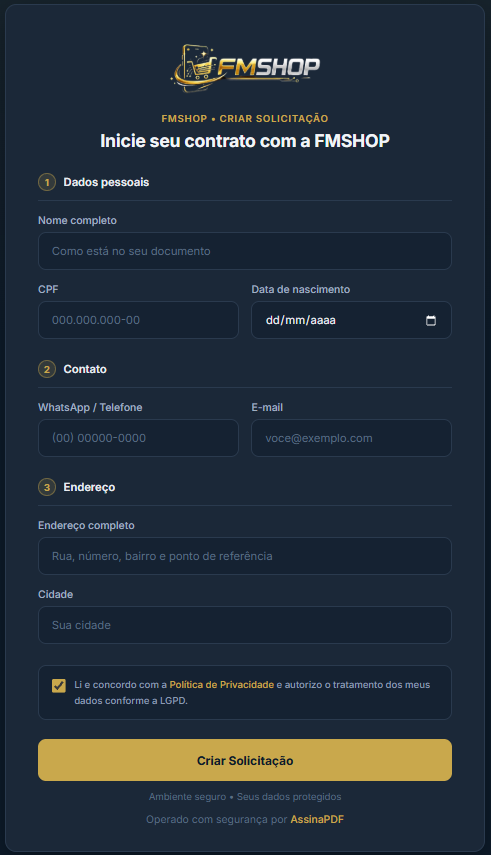 FMSHOP
FMSHOP • CRIAR SOLICITAÇÃO
Inicie seu contrato com a FMSHOP
1 Dados pessoais
Nome completo
Como está no seu documento
CPF
Data de nascimento
000.000.000-00
dd/mm/aaaa
2 Contato
WhatsApp / Telefone
E-mail
(00) 00000-0000
voce@exemplo.com
3 Endereço
Endereço completo
Rua, número, bairro e ponto de referência
Cidade
Sua cidade
Li e concordo com a Política de Privacidade e autorizo o tratamento dos meus
dados conforme a LGPD.
Criar Solicitação
Ambiente seguro • Seus dados protegidos
Operado com segurança por AssinaPDF